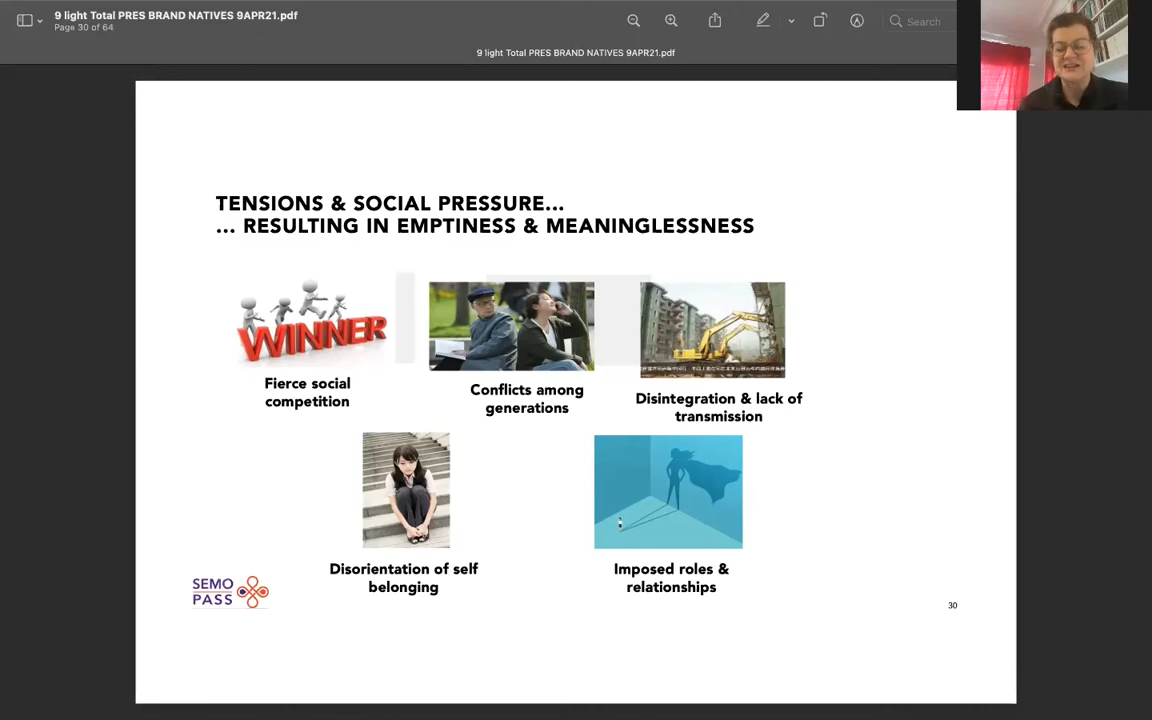 9 light Total PRES BRAND NATIVES 9APR21.pdf
Page 30 of 64
Search
9 light Total PRES BRAND NATIVES 9APR21.pdf
TENSIONS & SOCIAL PRESSURE...
... RESULTING IN EMPTINESS & MEANINGLESSNESS
WINNER
Fierce social
competition
Conflicts among
generations
Disintegration & lack of
transmission
Disorientation of self
belonging
Imposed roles &
relationships
SEMO
PASS
30